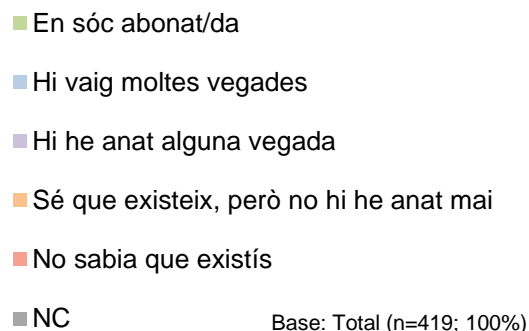 En sóc abonat/da
Hi vaig moltes vegades
Hi he anat alguna vegada
Sé que existeix, però no hi he anat mai
No sabia que existís
NC
Base: Total (n=419; 100%)